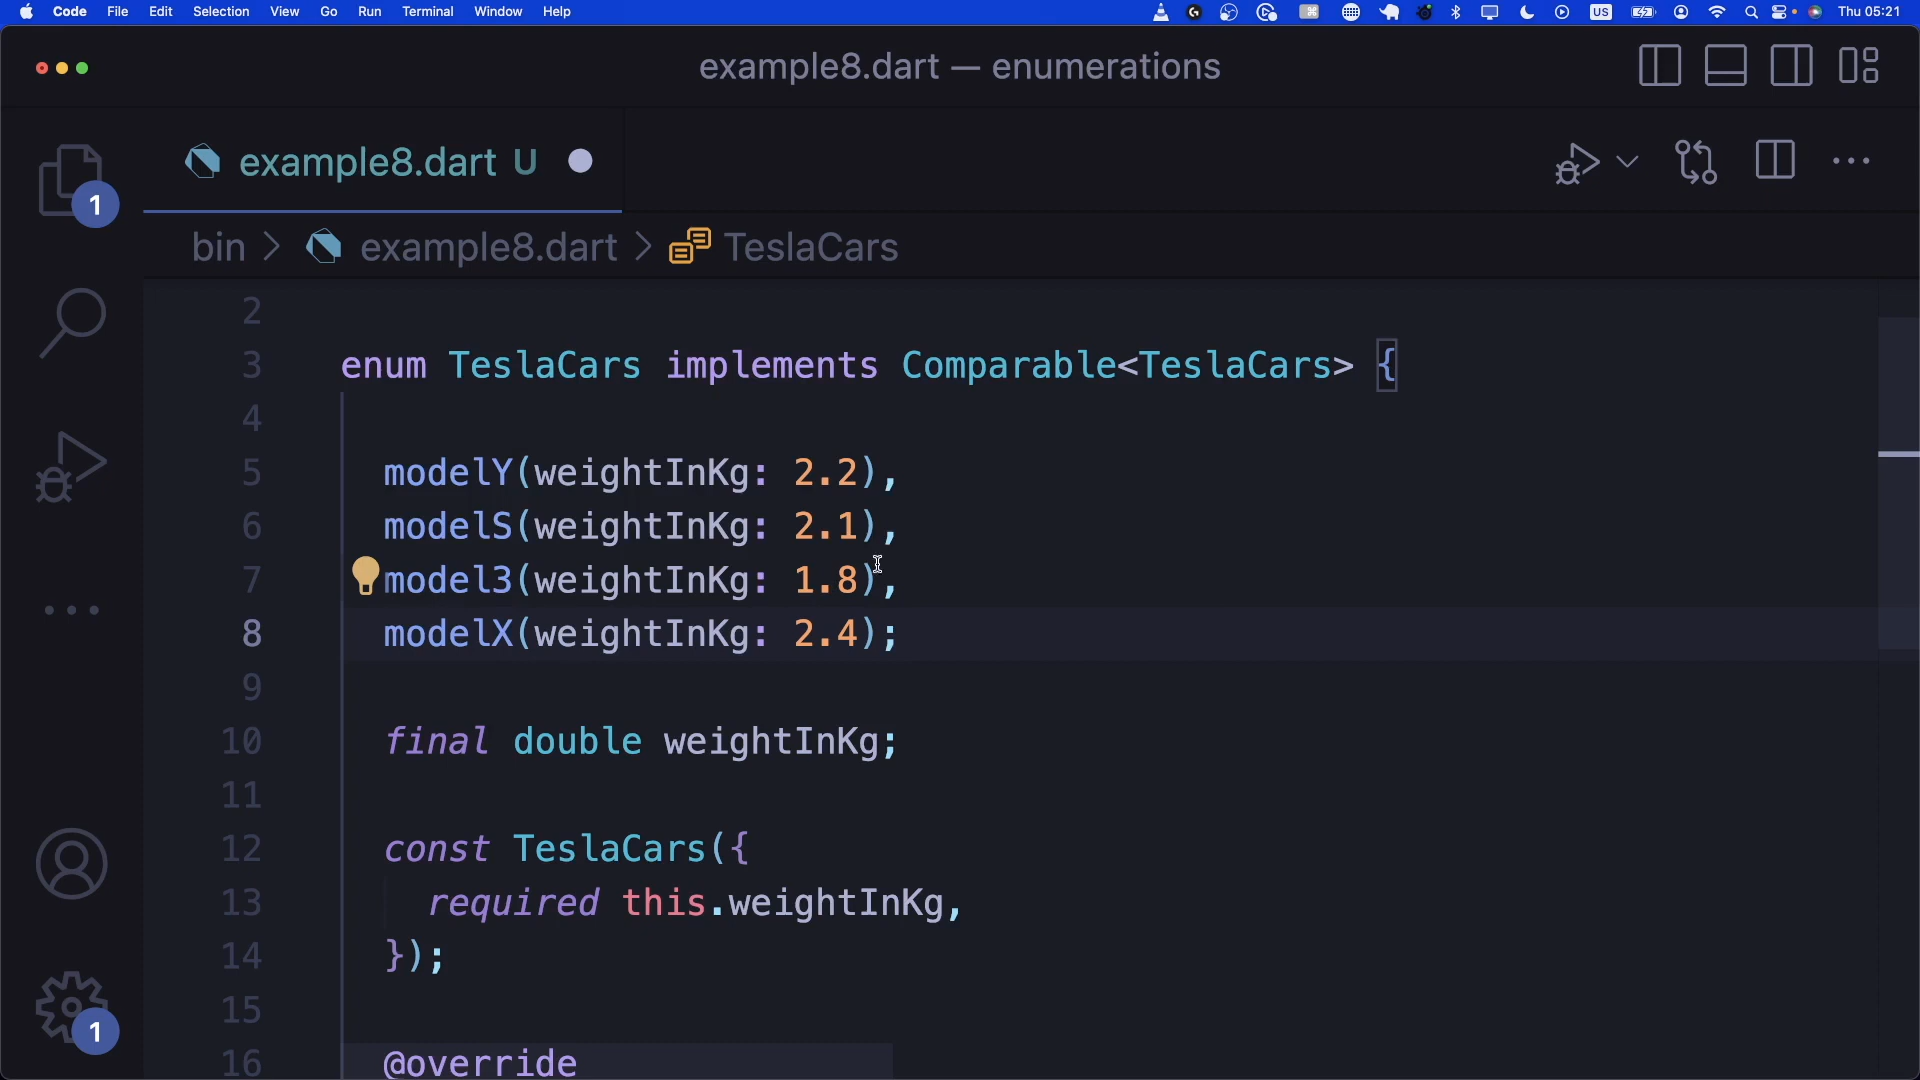 Code File Edit Selection View Go Run Terminal Window Help US Thu 05:21
example8.dart — enumerations
example8.dart U
1
bin > example8.dart > TeslaCars
2
3 enum TeslaCars implements Comparable<TeslaCars> {
4
5 modelY(weightInKg: 2.2),
6 modelS(weightInKg: 2.1),
7 model3(weightInKg: 1.8),
8 modelX(weightInKg: 2.4);
9
10 final double weightInKg;
11
12 const TeslaCars({
13 required this.weightInKg,
14 });
15
1
16 @override